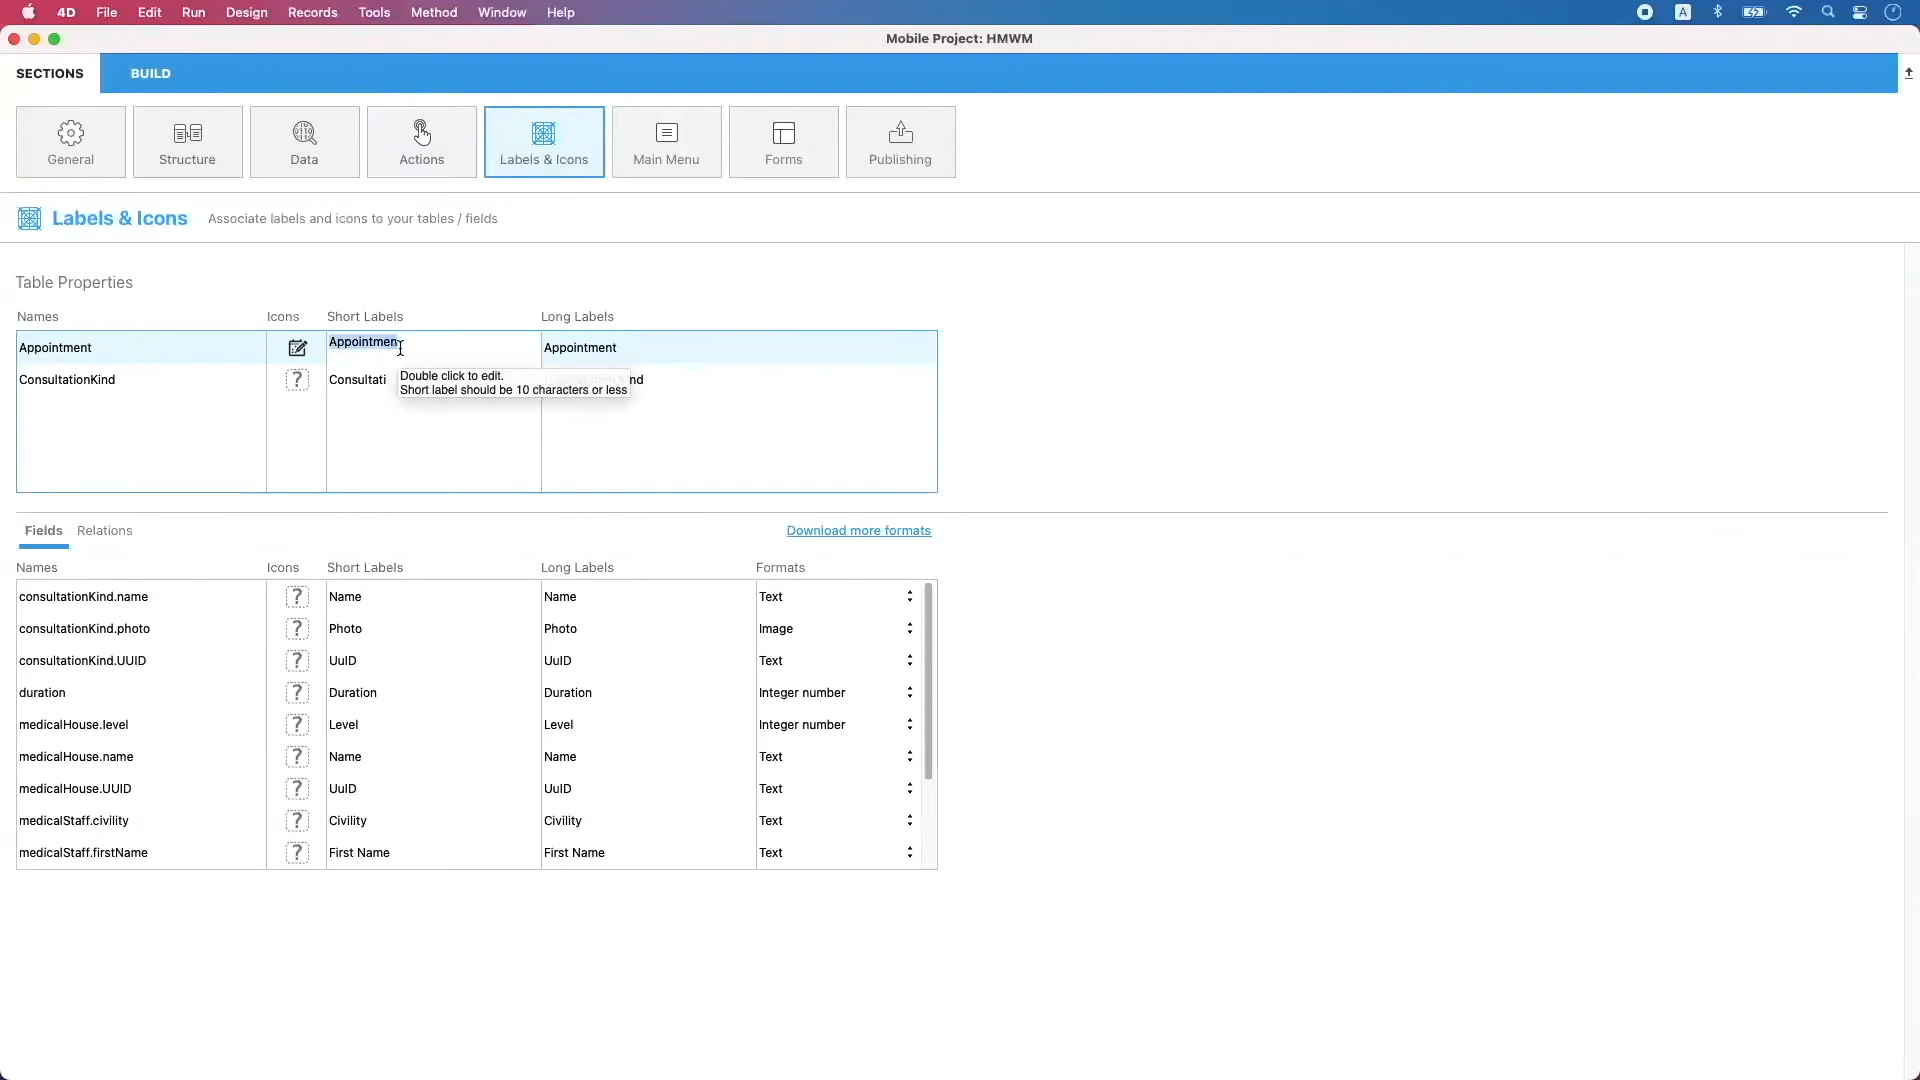 4D File Edit Run Design Records Tools Method Window Help
A
Mobile Project: HMWM
SECTIONS BUILD
General Structure Data Actions Labels & Icons Main Menu Forms Publishing
Labels & Icons Associate labels and icons to your tables / fields
Table Properties
Names Icons Short Labels Long Labels
Appointment Appointmen Appointment
ConsultationKind ? Consultati nd
Double click to edit.
Short label should be 10 characters or less
Fields Relations Download more formats
Names Icons Short Labels Long Labels Formats
consultationKind.name ? Name Name Text
consultationKind.photo ? Photo Photo Image
consultationKind.UUID ? UuID UuID Text
duration ? Duration Duration Integer number
medicalHouse.level ? Level Level Integer number
medicalHouse.name ? Name Name Text
medicalHouse.UUID ? UuID UuID Text
medicalStaff.civility ? Civility Civility Text
medicalStaff.firstName ? First Name First Name Text